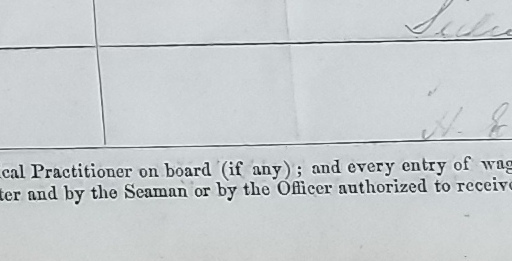 N. E
cal Practitioner on board (if any); and every entry of wag
ter and by the Seaman or by the Officer authorized to receive